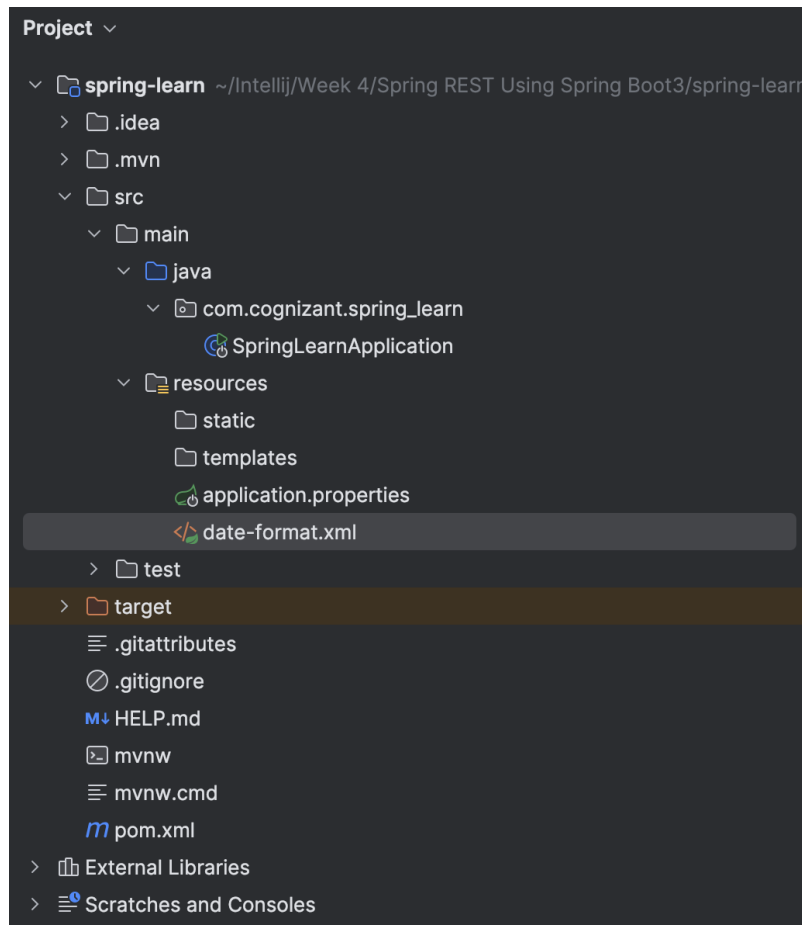 Project
spring-learn ~/Intellij/Week 4/Spring REST Using Spring Boot3/spring-learn
.idea
.mvn
src
main
java
com.cognizant.spring_learn
SpringLearnApplication
resources
static
templates
application.properties
date-format.xml
test
target
.gitattributes
.gitignore
M↓ HELP.md
mvnw
mvnw.cmd
m pom.xml
External Libraries
Scratches and Consoles